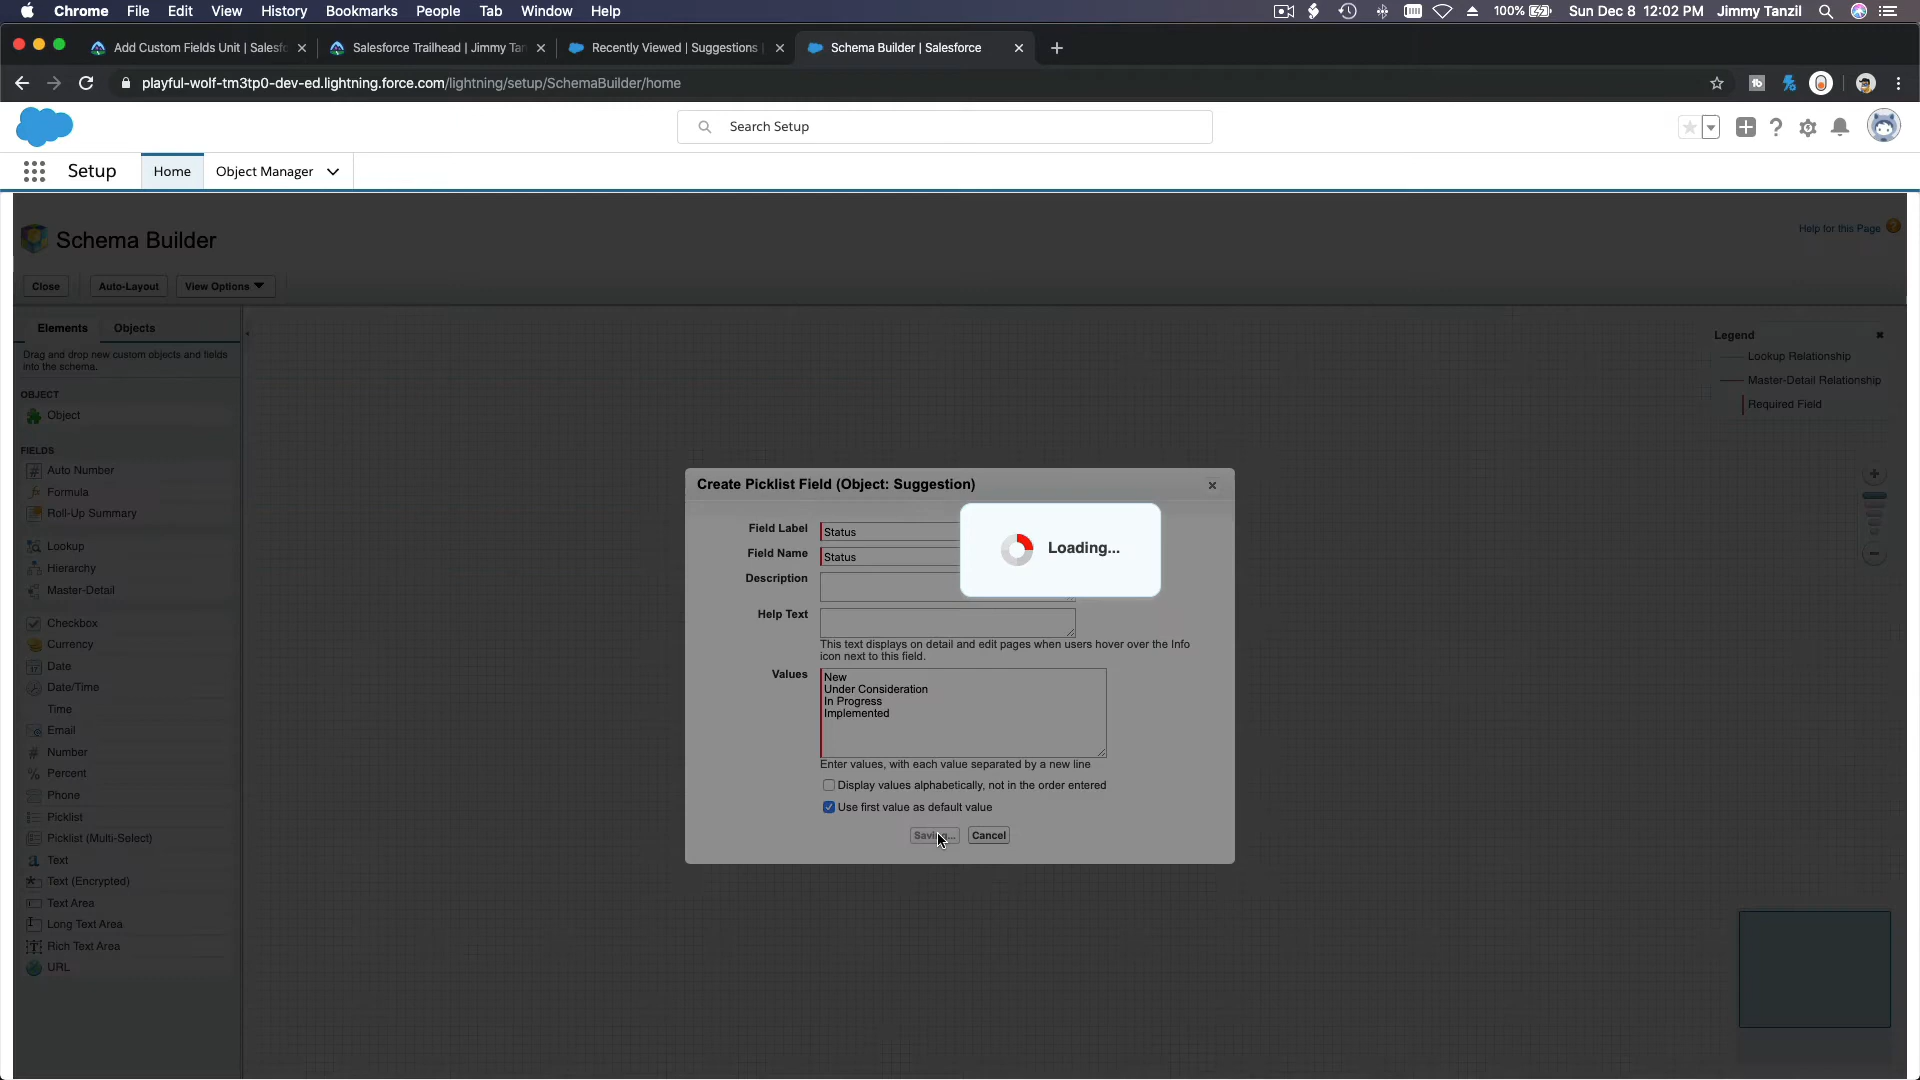 Chrome File Edit View History Bookmarks People Tab Window Help 100% Sun Dec 8 12:02 PM Jimmy Tanzil
Add Custom Fields Unit | Salesf
Salesforce Trailhead | Jimmy Tan
Recently Viewed | Suggestions |
Schema Builder | Salesforce
playful-wolf-tm3tp0-dev-ed.lightning.force.com/lightning/setup/SchemaBuilder/home
Search Setup
Setup Home Object Manager
Schema Builder
Help for this Page
Close Auto-Layout View Options
Elements Objects
Drag and drop new custom objects and fields
into the schema.
OBJECT
Object
FIELDS
Auto Number
Formula
Roll-Up Summary
Lookup
Hierarchy
Master-Detail
Checkbox
Currency
Date
Date/Time
Time
Email
Number
Percent
Phone
Picklist
Picklist (Multi-Select)
Text
Text (Encrypted)
Text Area
Long Text Area
Rich Text Area
URL
Legend
Lookup Relationship
Master-Detail Relationship
Required Field
Create Picklist Field (Object: Suggestion)
Field Label Status
Field Name Status
Loading...
Description
Help Text
This text displays on detail and edit pages when users hover over the Info
icon next to this field.
Values
New
Under Consideration
In Progress
Implemented
Enter values, with each value separated by a new line
Display values alphabetically, not in the order entered
Use first value as default value
Saving... Cancel